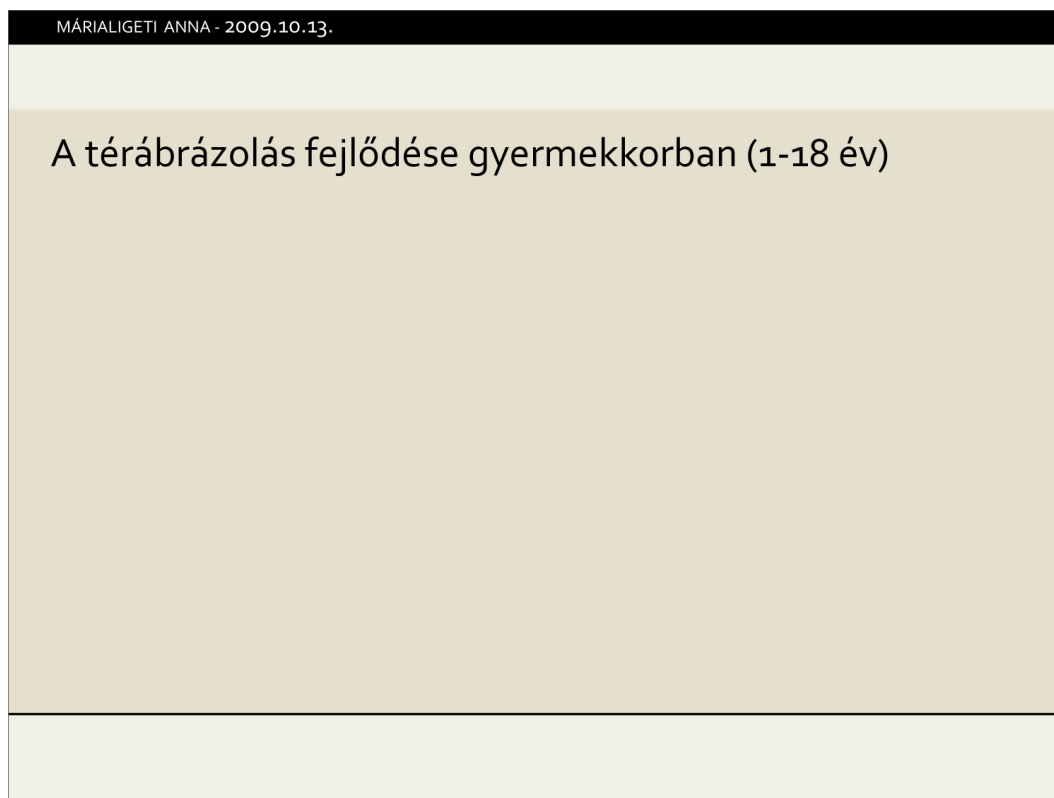 MÁRIALIGETI ANNA - 2009.10.13.
A térábrázolás fejlődése gyermekkorban (1-18 év)